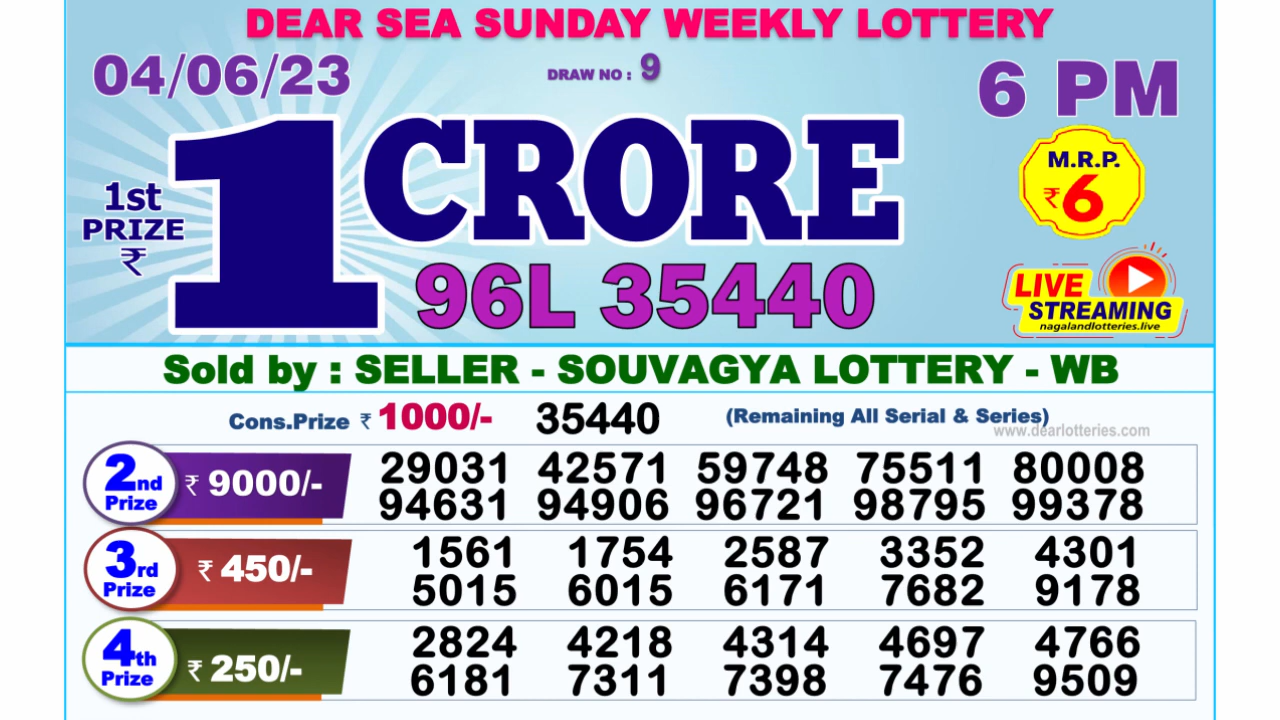 DEAR SEA SUNDAY WEEKLY LOTTERY
04/06/23
DRAW NO : 9
6 PM
1st
PRIZE
₹
1 CRORE
96L 35440
M.R.P.
₹6
LIVE
STREAMING
nagalandlotteries.live
Sold by : SELLER - SOUVAGYA LOTTERY - WB
Cons.Prize ₹ 1000/- 35440 (Remaining All Serial & Series)
www.dearlotteries.com
2nd Prize ₹ 9000/-
29031 42571 59748 75511 80008
94631 94906 96721 98795 99378
3rd Prize ₹ 450/-
1561 1754 2587 3352 4301
5015 6015 6171 7682 9178
4th Prize ₹ 250/-
2824 4218 4314 4697 4766
6181 7311 7398 7476 9509